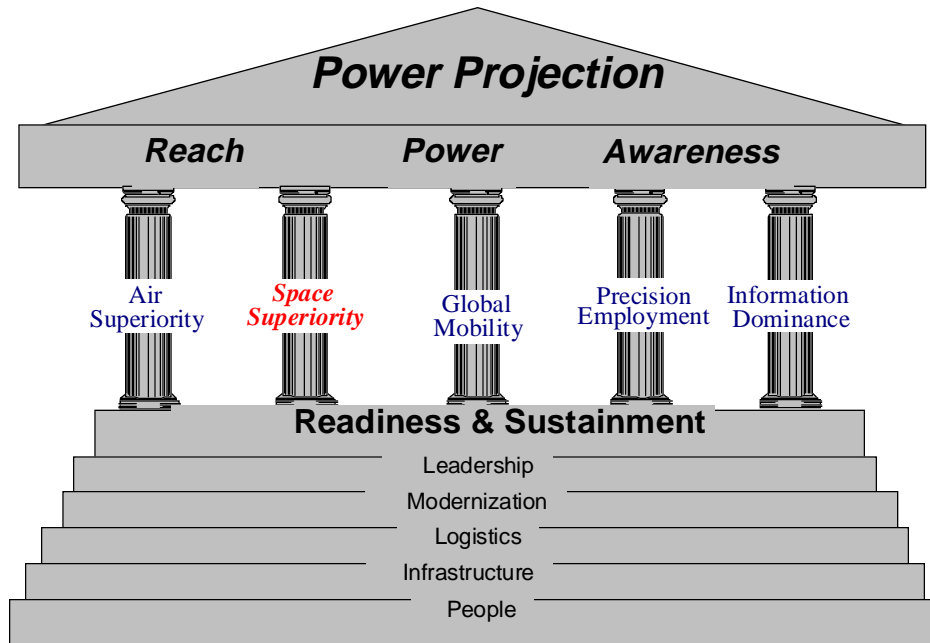 Power Projection
Reach Power Awareness
Air
Superiority
Space
Superiority
Global
Mobility
Precision
Employment
Information
Dominance
Readiness & Sustainment
Leadership
Modernization
Logistics
Infrastructure
People